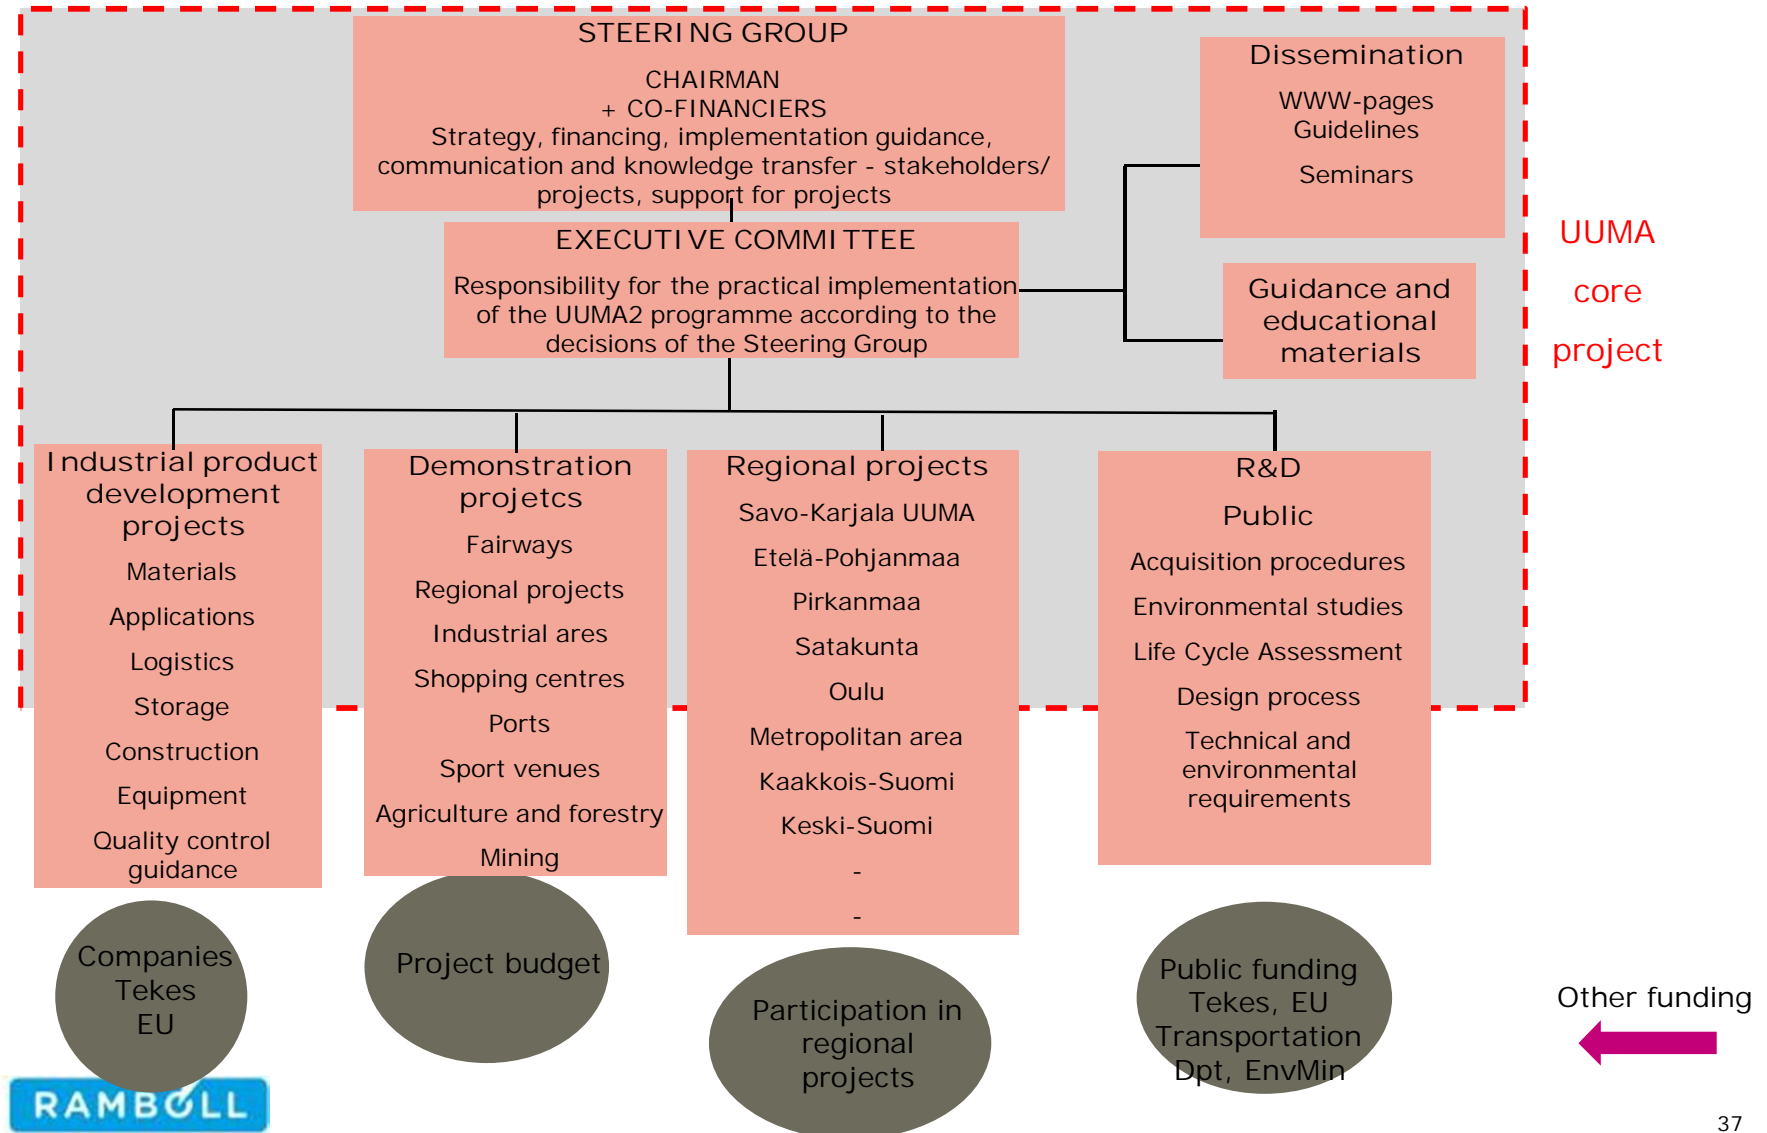 STEERING GROUP
CHAIRMAN
+ CO-FINANCIERS
Strategy, financing, implementation guidance,
communication and knowledge transfer - stakeholders/
projects, support for projects
Dissemination
WWW-pages
Guidelines
Seminars
EXECUTIVE COMMITTEE
Responsibility for the practical implementation
of the UUMA2 programme according to the
decisions of the Steering Group
Guidance and
educational
materials
UUMA
core
project
Industrial product
development
projects
Materials
Applications
Logistics
Storage
Construction
Equipment
Quality control
guidance
Demonstration
projetcs
Fairways
Regional projects
Industrial ares
Shopping centres
Ports
Sport venues
Agriculture and forestry
Mining
Regional projects
Savo-Karjala UUMA
Etelä-Pohjanmaa
Pirkanmaa
Satakunta
Oulu
Metropolitan area
Kaakkois-Suomi
Keski-Suomi
-
-
R&D
Public
Acquisition procedures
Environmental studies
Life Cycle Assessment
Design process
Technical and
environmental
requirements
Companies
Tekes
EU
Project budget
Participation in
regional
projects
Public funding
Tekes, EU
Transportation
Dpt, EnvMin
Other funding
RAMBOLL
37